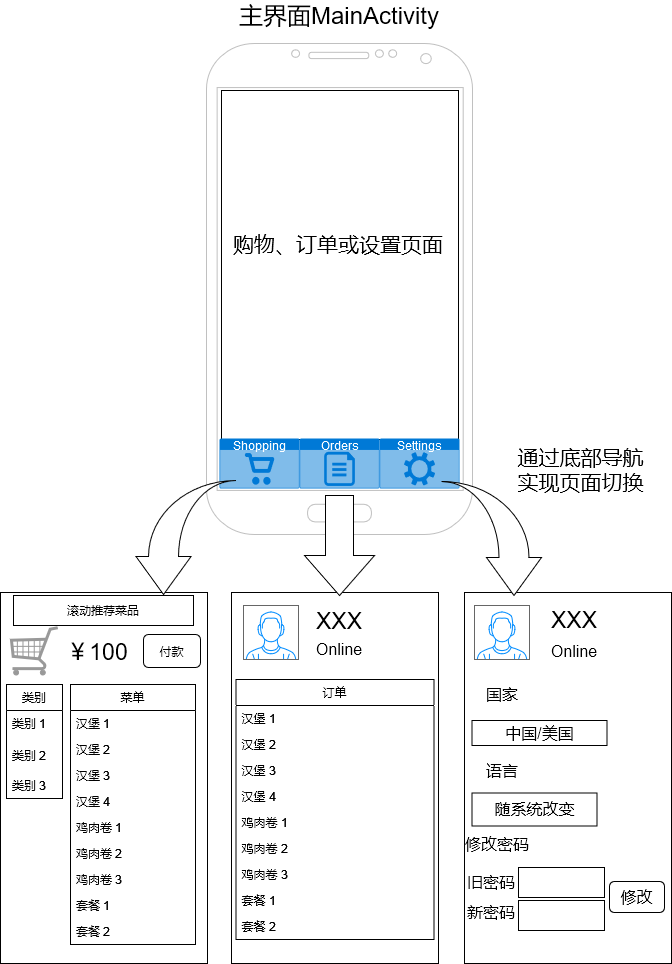 主界面MainActivity
购物、订单或设置页面
Shopping
Orders
Settings
通过底部导航
实现页面切换
滚动推荐菜品
¥ 100
付款
类别
类别 1
类别 2
类别 3
菜单
汉堡 1
汉堡 2
汉堡 3
汉堡 4
鸡肉卷 1
鸡肉卷 2
鸡肉卷 3
套餐 1
套餐 2
XXX
Online
订单
汉堡 1
汉堡 2
汉堡 3
汉堡 4
鸡肉卷 1
鸡肉卷 2
鸡肉卷 3
套餐 1
套餐 2
XXX
Online
国家
中国/美国
语言
随系统改变
修改密码
旧密码
新密码
修改